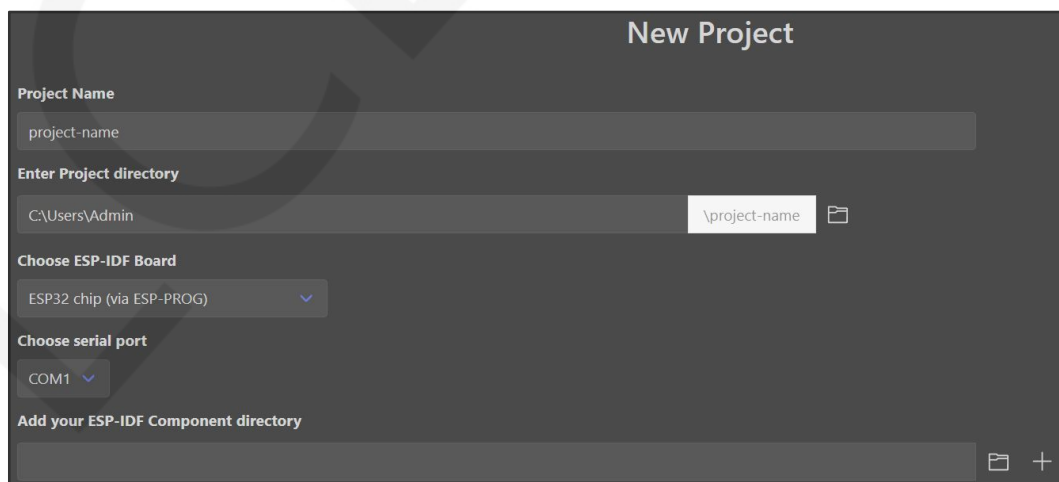 New Project
Project Name
project-name
Enter Project directory
C:\Users\Admin
\project-name
Choose ESP-IDF Board
ESP32 chip (via ESP-PROG)
Choose serial port
COM1
Add your ESP-IDF Component directory